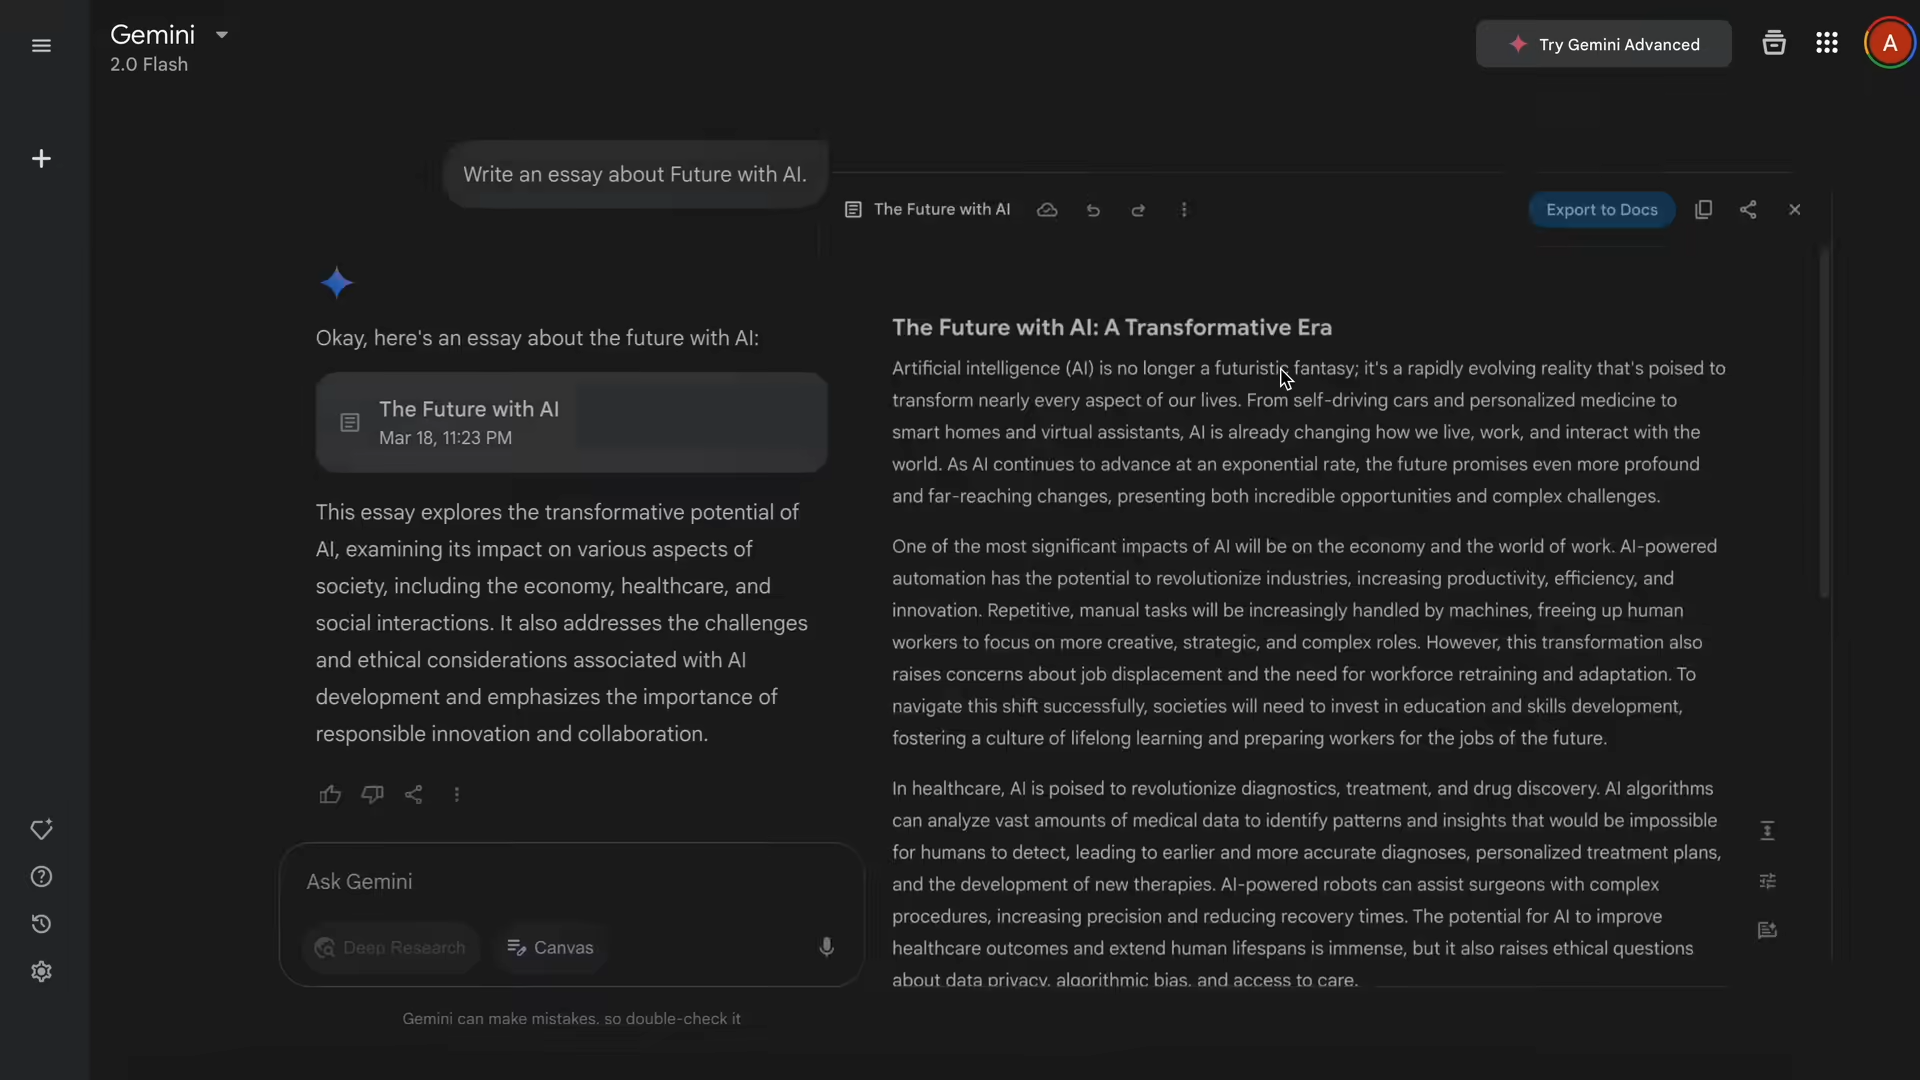 Gemini
2.0 Flash
Try Gemini Advanced
A
Write an essay about Future with AI.
Okay, here's an essay about the future with AI:
The Future with AI
Mar 18, 11:23 PM
This essay explores the transformative potential of
AI, examining its impact on various aspects of
society, including the economy, healthcare, and
social interactions. It also addresses the challenges
and ethical considerations associated with AI
development and emphasizes the importance of
responsible innovation and collaboration.
Ask Gemini
Deep Research
Canvas
Gemini can make mistakes, so double-check it
The Future with AI
Export to Docs
The Future with AI: A Transformative Era
Artificial intelligence (AI) is no longer a futuristic fantasy; it's a rapidly evolving reality that's poised to
transform nearly every aspect of our lives. From self-driving cars and personalized medicine to
smart homes and virtual assistants, AI is already changing how we live, work, and interact with the
world. As AI continues to advance at an exponential rate, the future promises even more profound
and far-reaching changes, presenting both incredible opportunities and complex challenges.
One of the most significant impacts of AI will be on the economy and the world of work. AI-powered
automation has the potential to revolutionize industries, increasing productivity, efficiency, and
innovation. Repetitive, manual tasks will be increasingly handled by machines, freeing up human
workers to focus on more creative, strategic, and complex roles. However, this transformation also
raises concerns about job displacement and the need for workforce retraining and adaptation. To
navigate this shift successfully, societies will need to invest in education and skills development,
fostering a culture of lifelong learning and preparing workers for the jobs of the future.
In healthcare, AI is poised to revolutionize diagnostics, treatment, and drug discovery. AI algorithms
can analyze vast amounts of medical data to identify patterns and insights that would be impossible
for humans to detect, leading to earlier and more accurate diagnoses, personalized treatment plans,
and the development of new therapies. AI-powered robots can assist surgeons with complex
procedures, increasing precision and reducing recovery times. The potential for AI to improve
healthcare outcomes and extend human lifespans is immense, but it also raises ethical questions
about data privacy, algorithmic bias, and access to care.